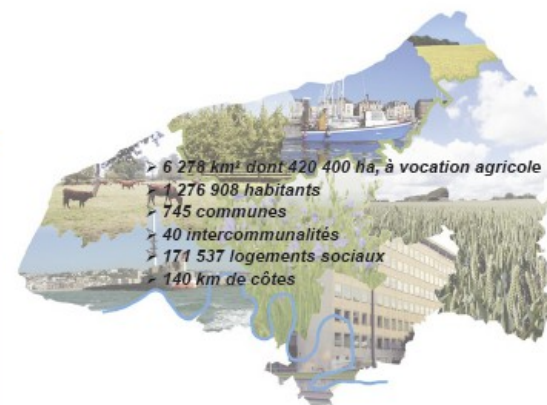 ➢ 6 278 km² dont 420 400 ha, à vocation agricole
➢ 1 276 908 habitants
➢ 745 communes
➢ 40 intercommunalités
➢ 171 537 logements sociaux
➢ 140 km de côtes